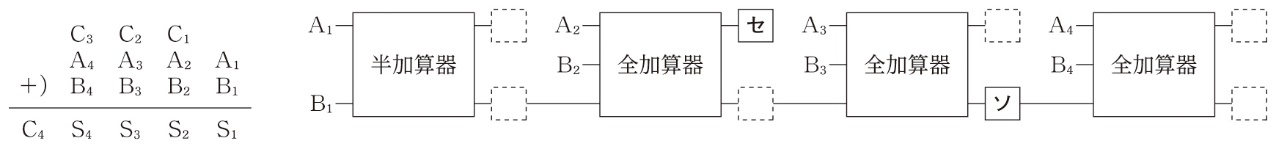 C₃ C₂ C₁
A₄ A₃ A₂ A₁
+) B₄ B₃ B₂ B₁
C₄ S₄ S₃ S₂ S₁
A₁ 半加算器 A₂ 全加算器 セ A₃ 全加算器 A₄ 全加算器
B₂ B₃ B₄
B₁ ソ